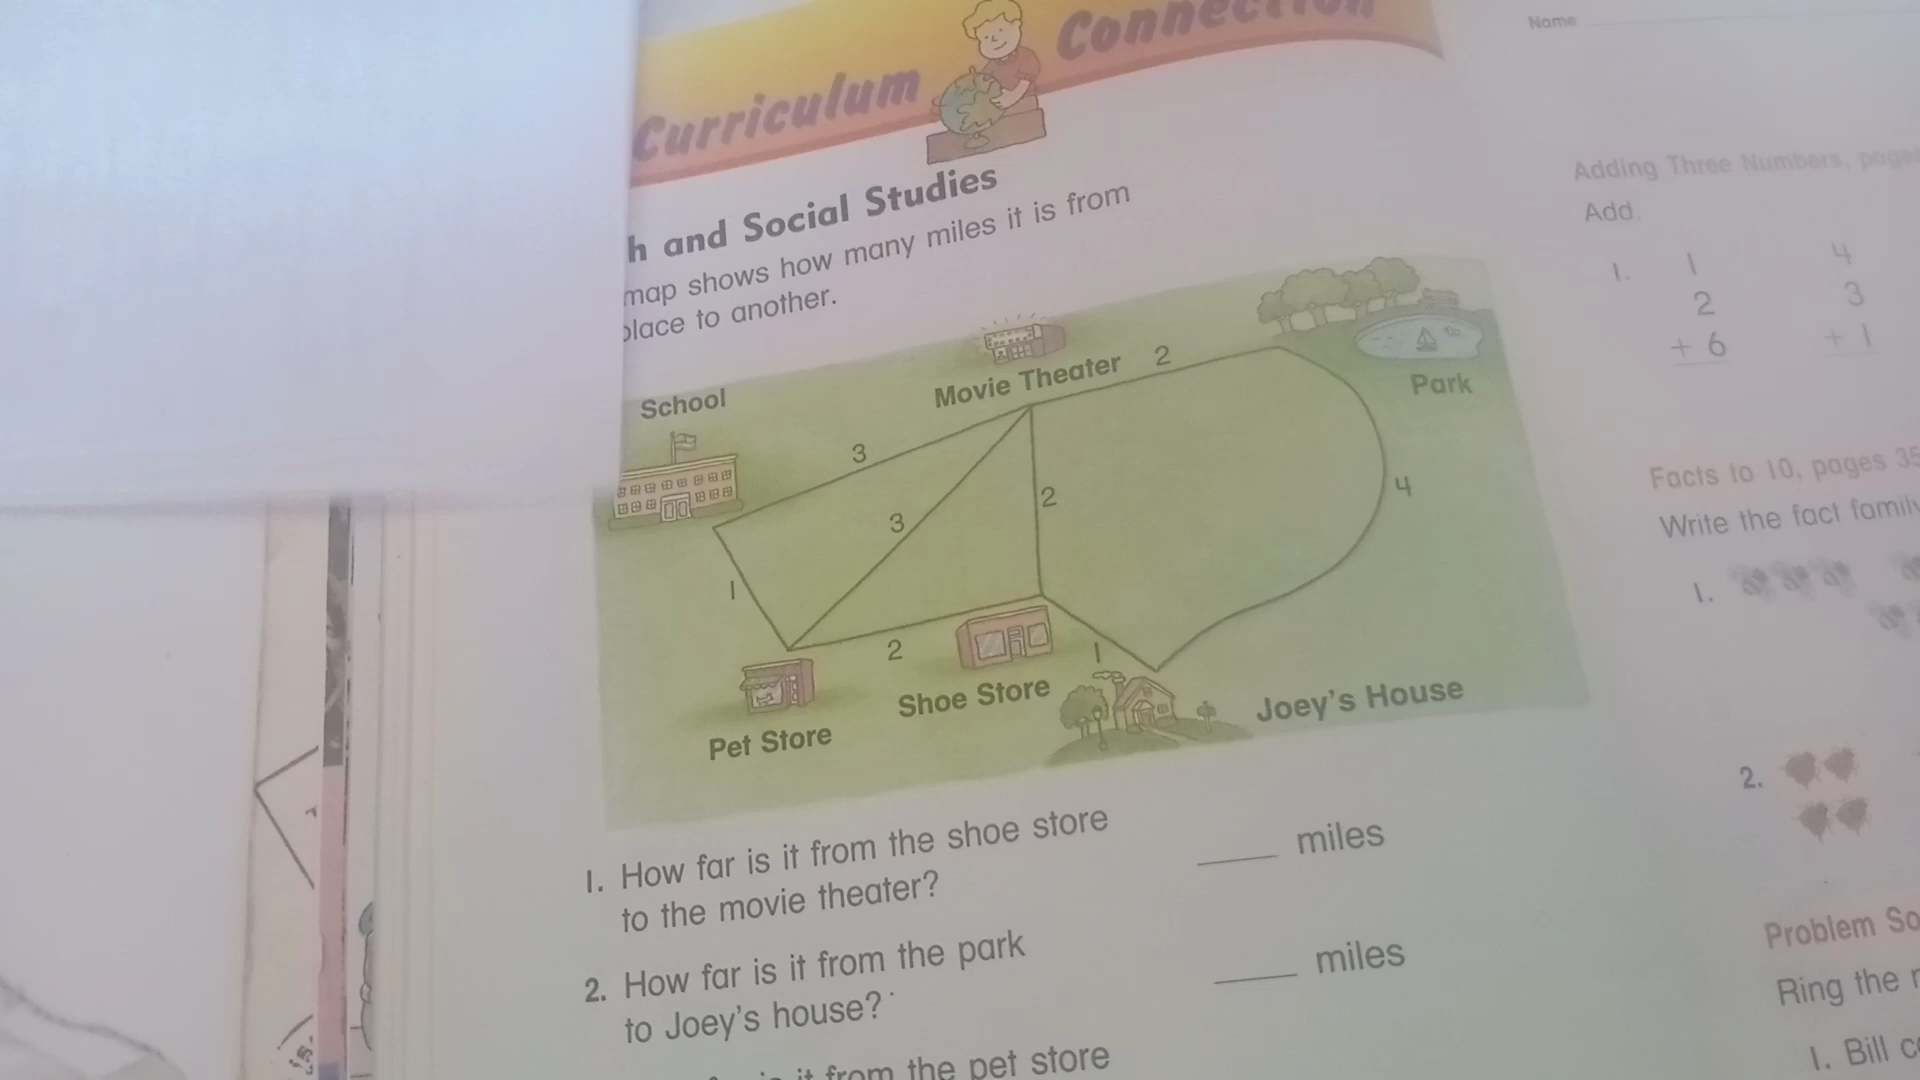 Curriculum Connection
h and Social Studies
map shows how many miles it is from
place to another.
School
Movie Theater
2
Park
3
3
2
4
1
2
1
Shoe Store
Joey's House
Pet Store
1. How far is it from the shoe store
to the movie theater?
____ miles
2. How far is it from the park
to Joey's house?
____ miles
it from the pet store
Name
Adding Three Numbers, pages
Add.
1. 1 4
2 3
+ 6 + 1
Facts to 10, pages 35
Write the fact family
1.
2.
Problem So
Ring the
1. Bill